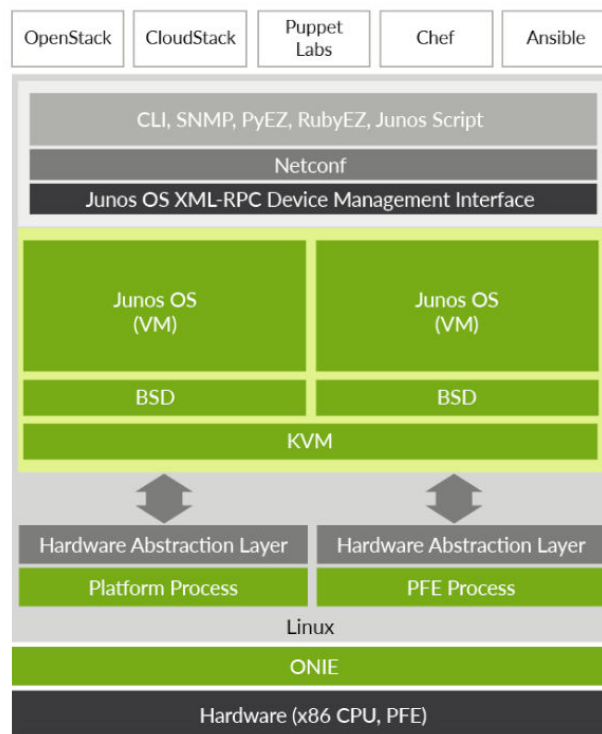 OpenStack
CloudStack
Puppet
Labs
Chef
Ansible
CLI, SNMP, PyEZ, RubyEZ, Junos Script
Netconf
Junos OS XML-RPC Device Management Interface
Junos OS
(VM)
Junos OS
(VM)
BSD
BSD
KVM
Hardware Abstraction Layer
Hardware Abstraction Layer
Platform Process
PFE Process
Linux
ONIE
Hardware (x86 CPU, PFE)